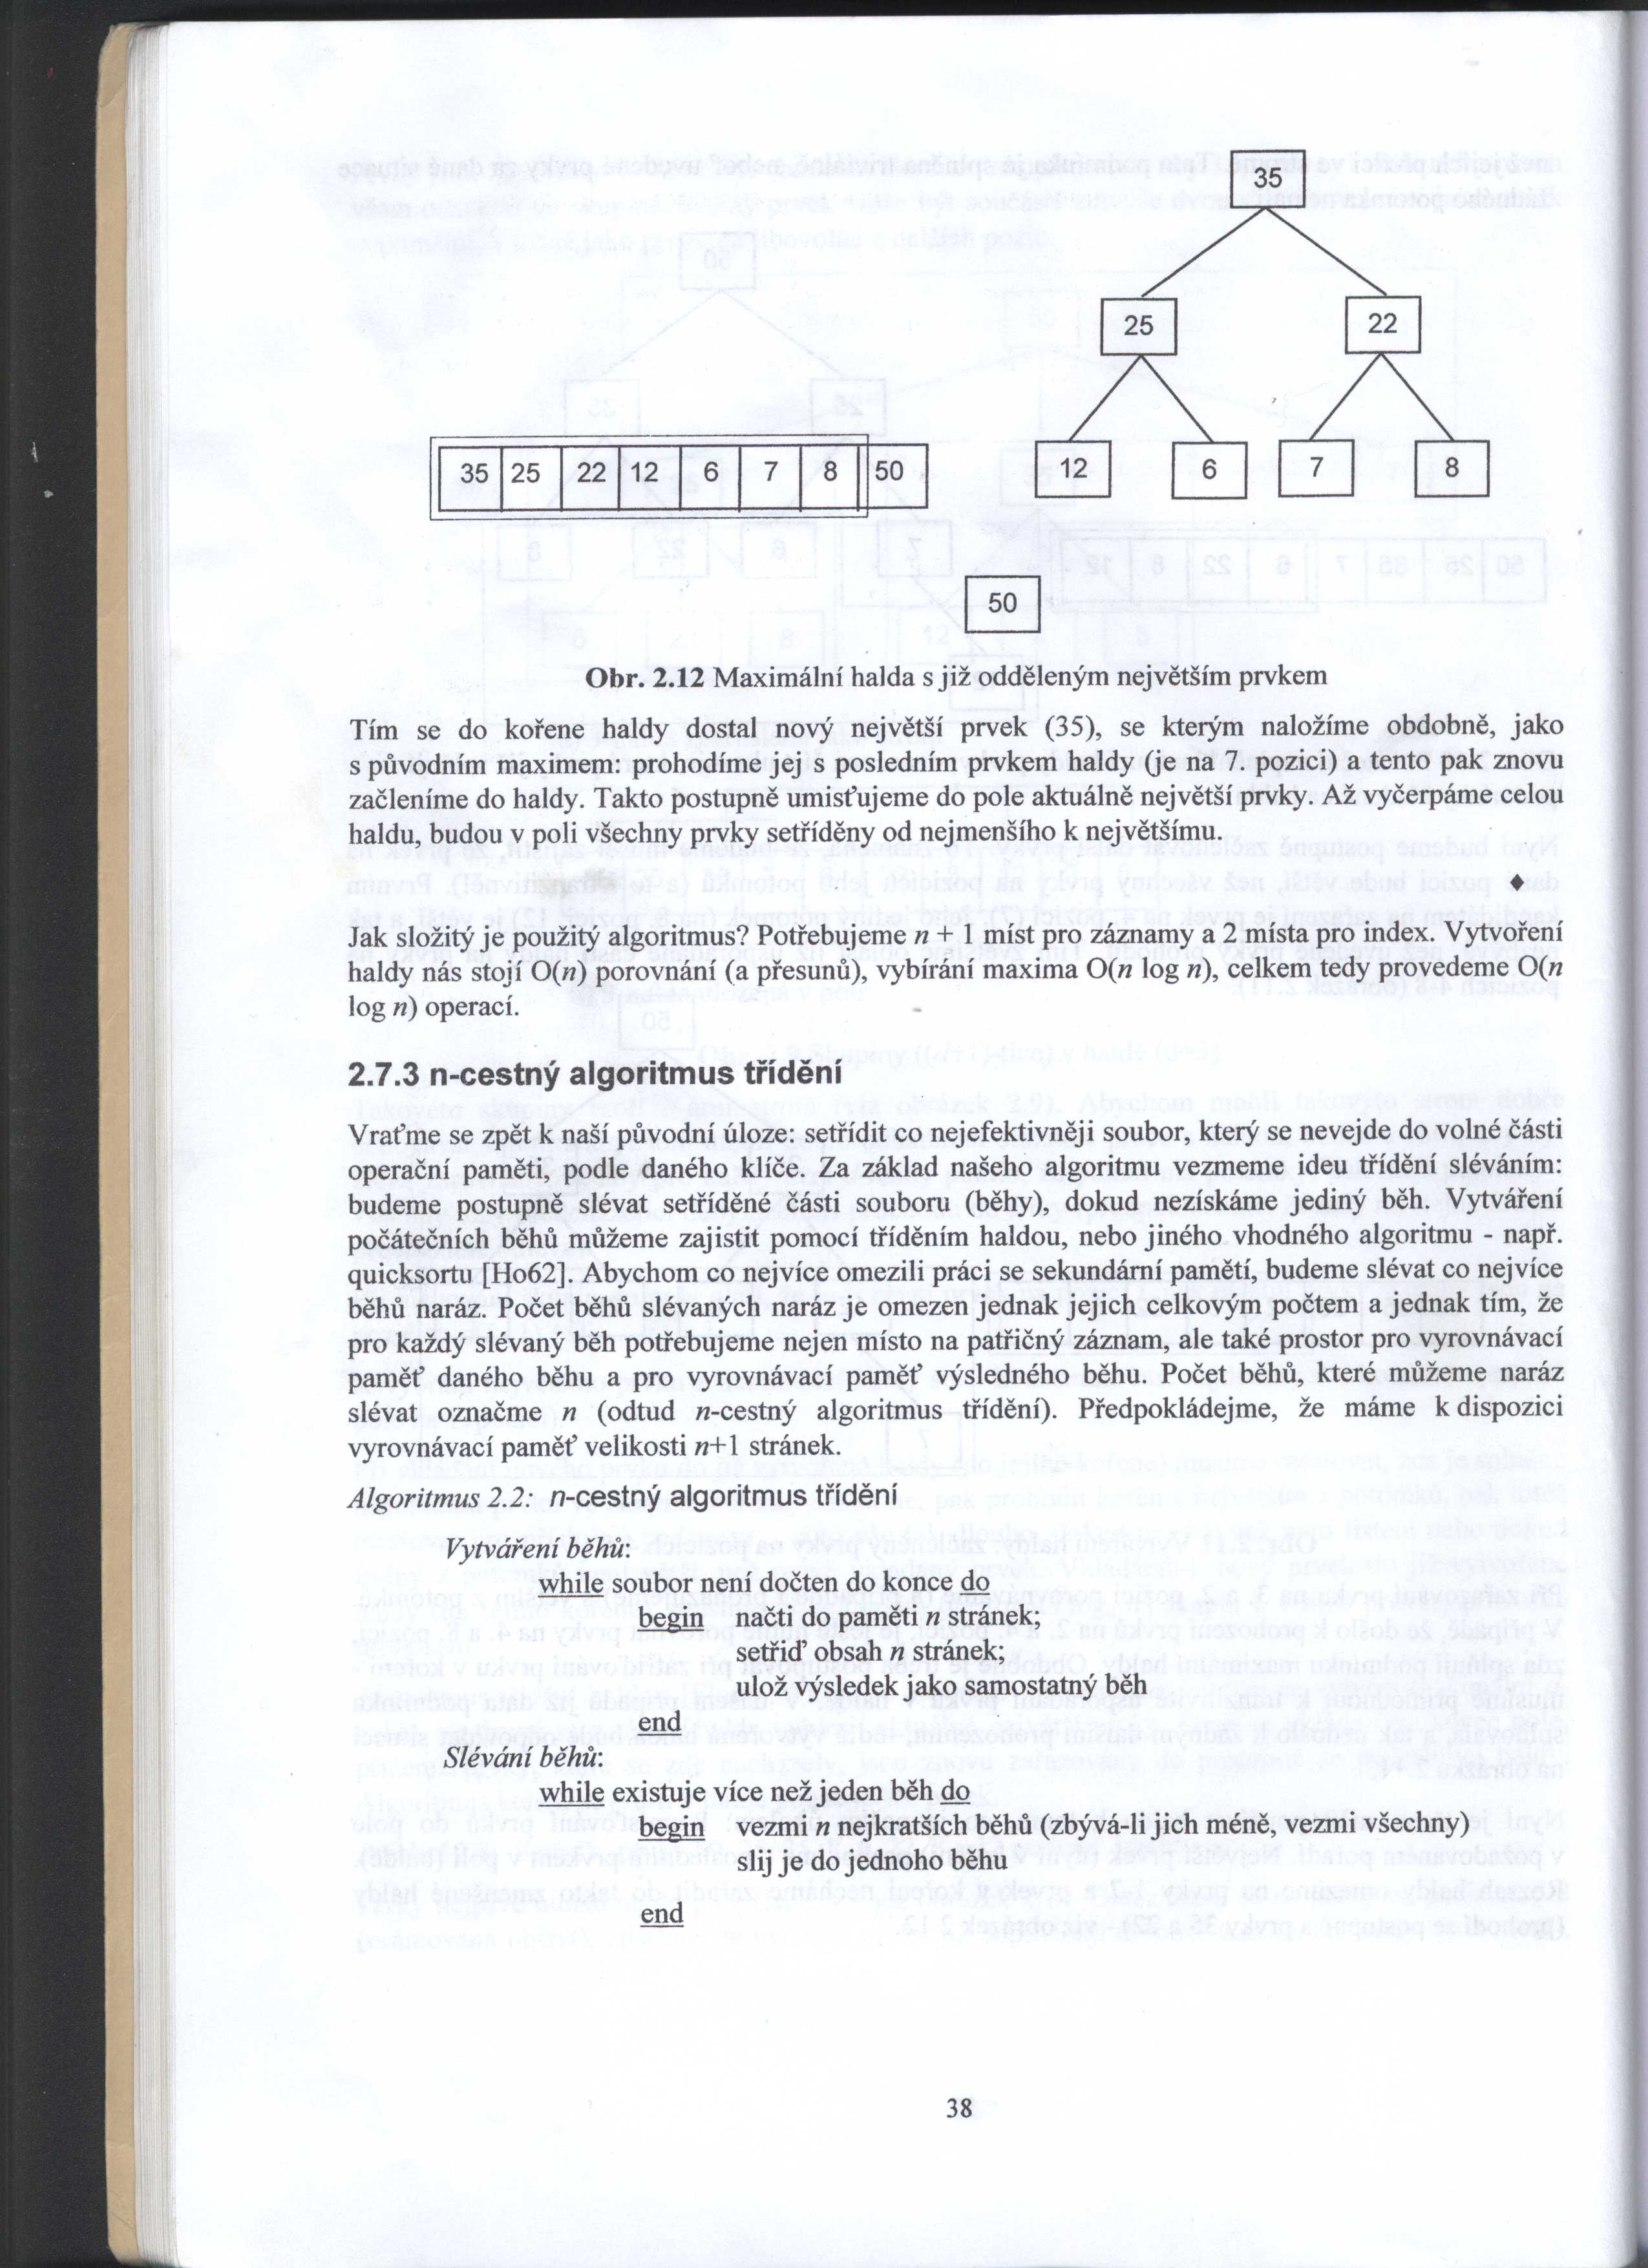 35
25 22
12 6 7 8
35 25 22 12 6 7 8 50
50
Obr. 2.12 Maximální halda s již odděleným největším prvkem
Tím se do kořene haldy dostal nový největší prvek (35), se kterým naložíme obdobně, jako
s původním maximem: prohodíme jej s posledním prvkem haldy (je na 7. pozici) a tento pak znovu
začleníme do haldy. Takto postupně umisťujeme do pole aktuálně největší prvky. Až vyčerpáme celou
haldu, budou v poli všechny prvky setříděny od nejmenšího k největšímu.
♦
Jak složitý je použitý algoritmus? Potřebujeme n + 1 míst pro záznamy a 2 místa pro index. Vytvoření
haldy nás stojí O(n) porovnání (a přesunů), vybírání maxima O(n log n), celkem tedy provedeme O(n
log n) operací.
2.7.3 n-cestný algoritmus třídění
Vraťme se zpět k naší původní úloze: setřídit co nejefektivněji soubor, který se nevejde do volné části
operační paměti, podle daného klíče. Za základ našeho algoritmu vezmeme ideu třídění sléváním:
budeme postupně slévat setříděné části souboru (běhy), dokud nezískáme jediný běh. Vytváření
počátečních běhů můžeme zajistit pomocí tříděním haldou, nebo jiného vhodného algoritmu - např.
quicksortu [Ho62]. Abychom co nejvíce omezili práci se sekundární pamětí, budeme slévat co nejvíce
běhů naráz. Počet běhů slévaných naráz je omezen jednak jejich celkovým počtem a jednak tím, že
pro každý slévaný běh potřebujeme nejen místo na patřičný záznam, ale také prostor pro vyrovnávací
paměť daného běhu a pro vyrovnávací paměť výsledného běhu. Počet běhů, které můžeme naráz
slévat označme n (odtud n-cestný algoritmus třídění). Předpokládejme, že máme k dispozici
vyrovnávací paměť velikosti n+1 stránek.
Algoritmus 2.2: n-cestný algoritmus třídění
Vytváření běhů:
while soubor není dočten do konce do
begin načti do paměti n stránek;
setřiď obsah n stránek;
ulož výsledek jako samostatný běh
end
Slévání běhů:
while existuje více než jeden běh do
begin vezmi n nejkratších běhů (zbývá-li jich méně, vezmi všechny)
slij je do jednoho běhu
end
38